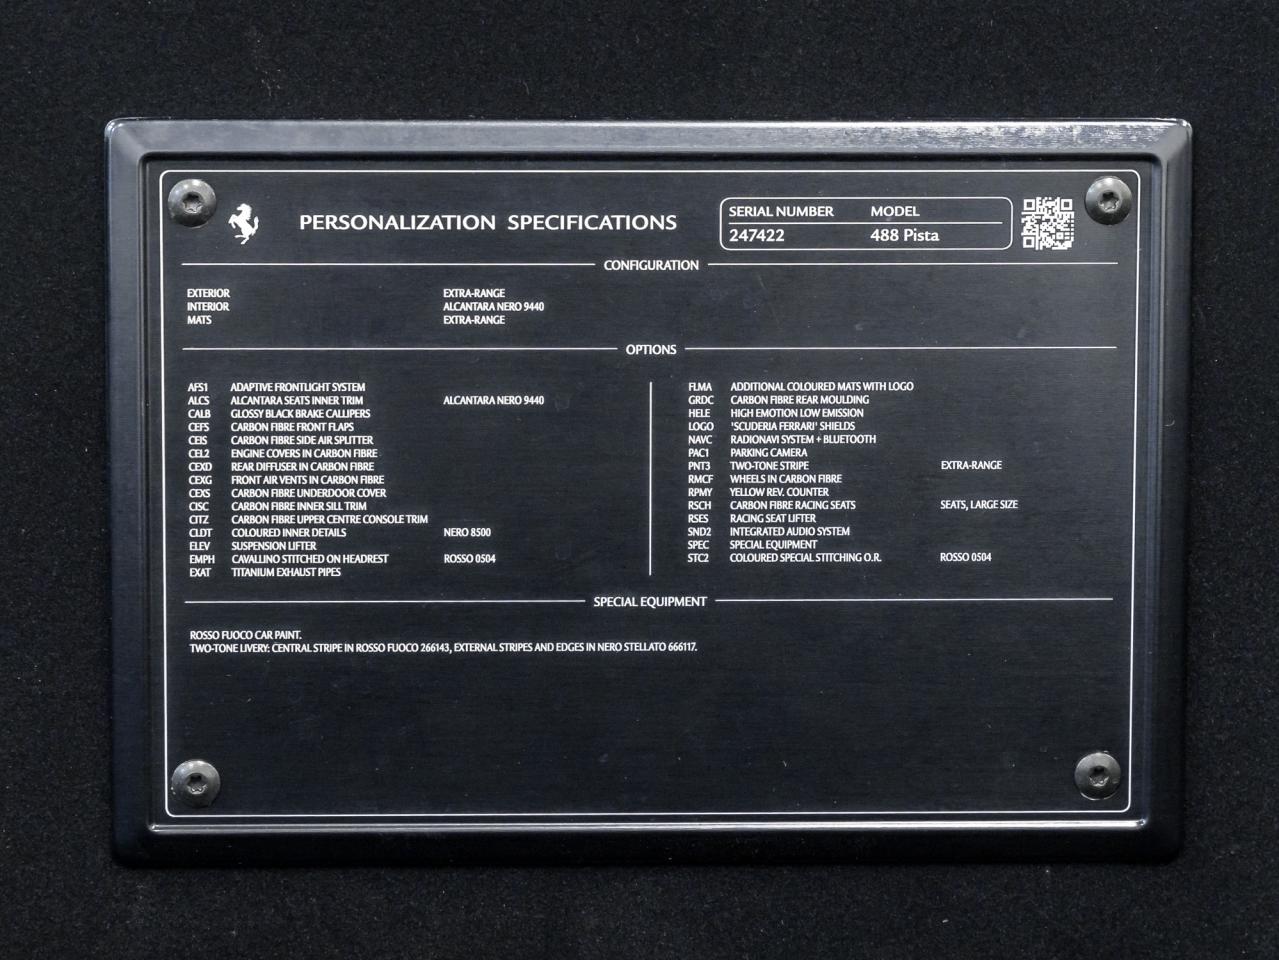 PERSONALIZATION SPECIFICATIONS
SERIAL NUMBER MODEL
247422 488 Pista
CONFIGURATION
EXTERIOR EXTRA-RANGE
INTERIOR ALCANTARA NERO 9440
MATS EXTRA-RANGE
OPTIONS
AFS1 ADAPTIVE FRONTLIGHT SYSTEM
ALCS ALCANTARA SEATS INNER TRIM ALCANTARA NERO 9440
CALB GLOSSY BLACK BRAKE CALLIPERS
CEFS CARBON FIBRE FRONT FLAPS
CEIS CARBON FIBRE SIDE AIR SPLITTER
CEL2 ENGINE COVERS IN CARBON FIBRE
CEXD REAR DIFFUSER IN CARBON FIBRE
CEXG FRONT AIR VENTS IN CARBON FIBRE
CEXS CARBON FIBRE UNDERDOOR COVER
CISC CARBON FIBRE INNER SILL TRIM
CITZ CARBON FIBRE UPPER CENTRE CONSOLE TRIM
CLDT COLOURED INNER DETAILS NERO 8500
ELEV SUSPENSION LIFTER
EMPH CAVALLINO STITCHED ON HEADREST ROSSO 0504
EXAT TITANIUM EXHAUST PIPES
FLMA ADDITIONAL COLOURED MATS WITH LOGO
GRDC CARBON FIBRE REAR MOULDING
HELE HIGH EMOTION LOW EMISSION
LOGO 'SCUDERIA FERRARI' SHIELDS
NAVC RADIONAVI SYSTEM + BLUETOOTH
PAC1 PARKING CAMERA
PNT3 TWO-TONE STRIPE EXTRA-RANGE
RMCF WHEELS IN CARBON FIBRE
RPMY YELLOW REV. COUNTER
RSCH CARBON FIBRE RACING SEATS SEATS, LARGE SIZE
RSES RACING SEAT LIFTER
SND2 INTEGRATED AUDIO SYSTEM
SPEC SPECIAL EQUIPMENT
STC2 COLOURED SPECIAL STITCHING O.R. ROSSO 0504
SPECIAL EQUIPMENT
ROSSO FUOCO CAR PAINT.
TWO-TONE LIVERY: CENTRAL STRIPE IN ROSSO FUOCO 266143, EXTERNAL STRIPES AND EDGES IN NERO STELLATO 666117.